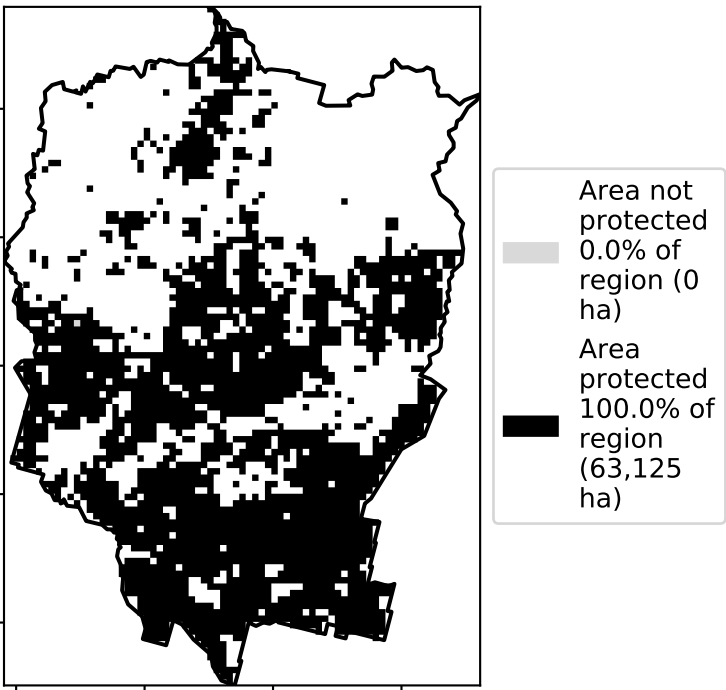 Area not
protected
0.0% of
region (0
ha)
Area
protected
100.0% of
region
(63,125
ha)